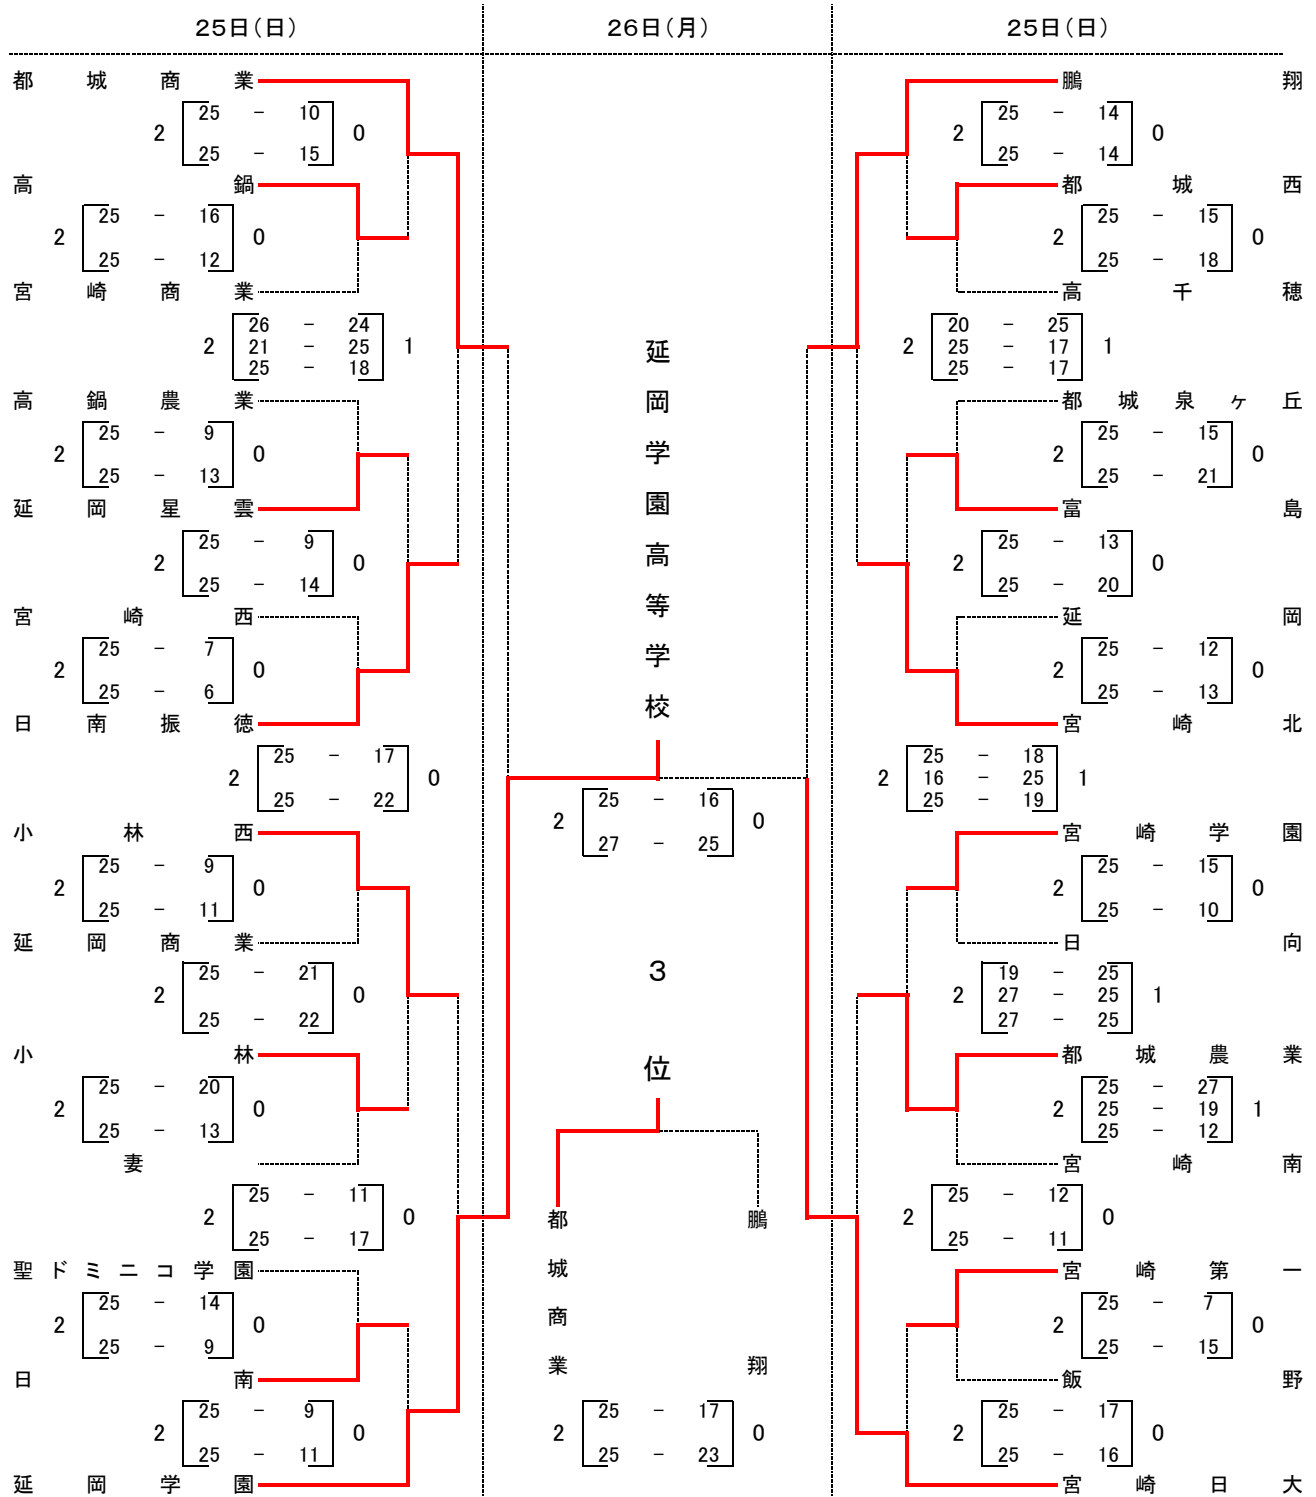 25日(日) 26日(月) 25日(日)
都城商業 鵬翔
25 － 10 25 － 14
2 0 2 0
25 － 15 25 － 14
高鍋 都城西
25 － 16 25 － 15
2 0 2 0
25 － 12 25 － 18
宮崎商業 高千穂
26 － 24 20 － 25
2 21 － 25 1 2 25 － 17 1
25 － 18 25 － 17
高鍋農業 都城泉ヶ丘
25 － 9 25 － 15
2 0 2 0
25 － 13 25 － 21
延岡星雲 富島
25 － 9 25 － 13
2 0 2 0
25 － 14 25 － 20
宮崎西 延岡
25 － 7 25 － 12
2 0 2 0
25 － 6 25 － 13
日南振徳 宮崎北
25 － 17 25 － 18
2 0 2 16 － 25 1
25 － 22 25 － 19
延岡学園高等学校
25 － 16
2 0
27 － 25
小林西 宮崎学園
25 － 9 25 － 15
2 0 2 0
25 － 11 25 － 10
延岡商業 日向
25 － 21 19 － 25
2 0 2 27 － 25 1
25 － 22 27 － 25
小林 都城農業
25 － 20 25 － 27
2 0 2 25 － 19 1
25 － 13 25 － 12
妻 宮崎南
25 － 11 25 － 12
2 0 2 0
25 － 17 25 － 11
聖ドミニコ学園 宮崎第一
25 － 14 25 － 7
2 0 2 0
25 － 9 25 － 15
日南 飯野
25 － 9 25 － 17
2 0 2 0
25 － 11 25 － 16
延岡学園 宮崎日大
3位
都城商業 鵬翔
25 － 17
2 0
25 － 23